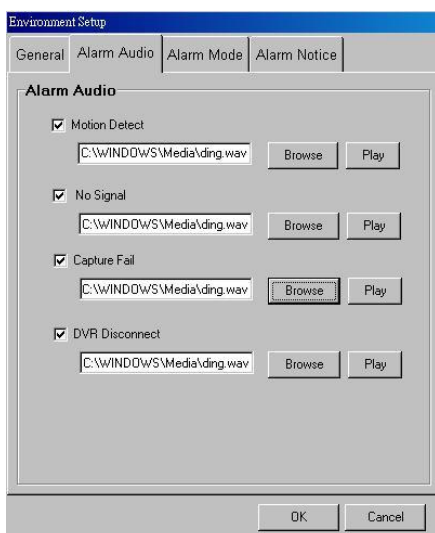 Environment Setup
General Alarm Audio Alarm Mode Alarm Notice
Alarm Audio
Motion Detect
C:\WINDOWS\Media\ding.wav Browse Play
No Signal
C:\WINDOWS\Media\ding.wav Browse Play
Capture Fail
C:\WINDOWS\Media\ding.wav Browse Play
DVR Disconnect
C:\WINDOWS\Media\ding.wav Browse Play
OK Cancel